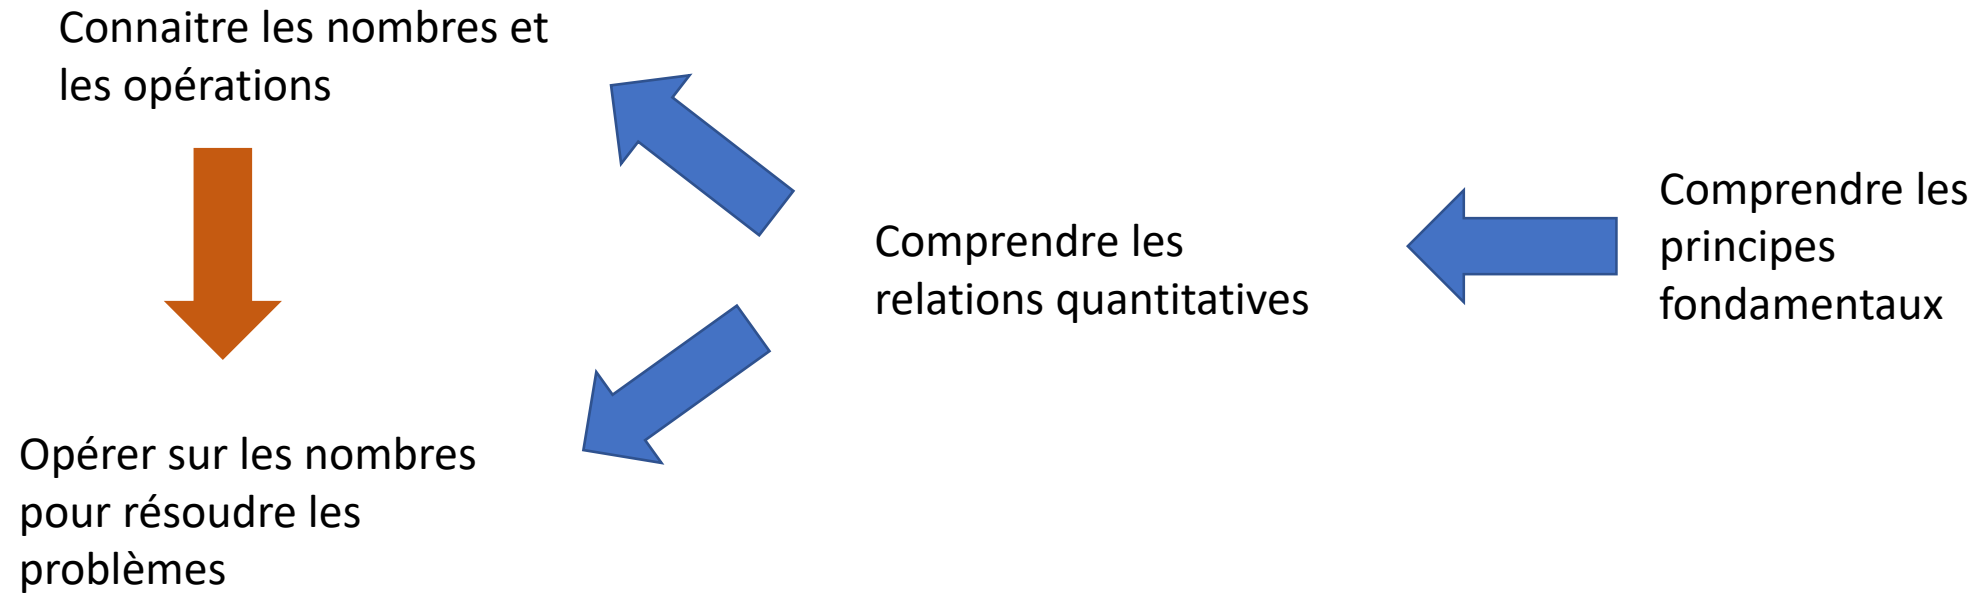 Connaitre les nombres et
les opérations
Comprendre les
relations quantitatives
Comprendre les
principes
fondamentaux
Opérer sur les nombres
pour résoudre les
problèmes